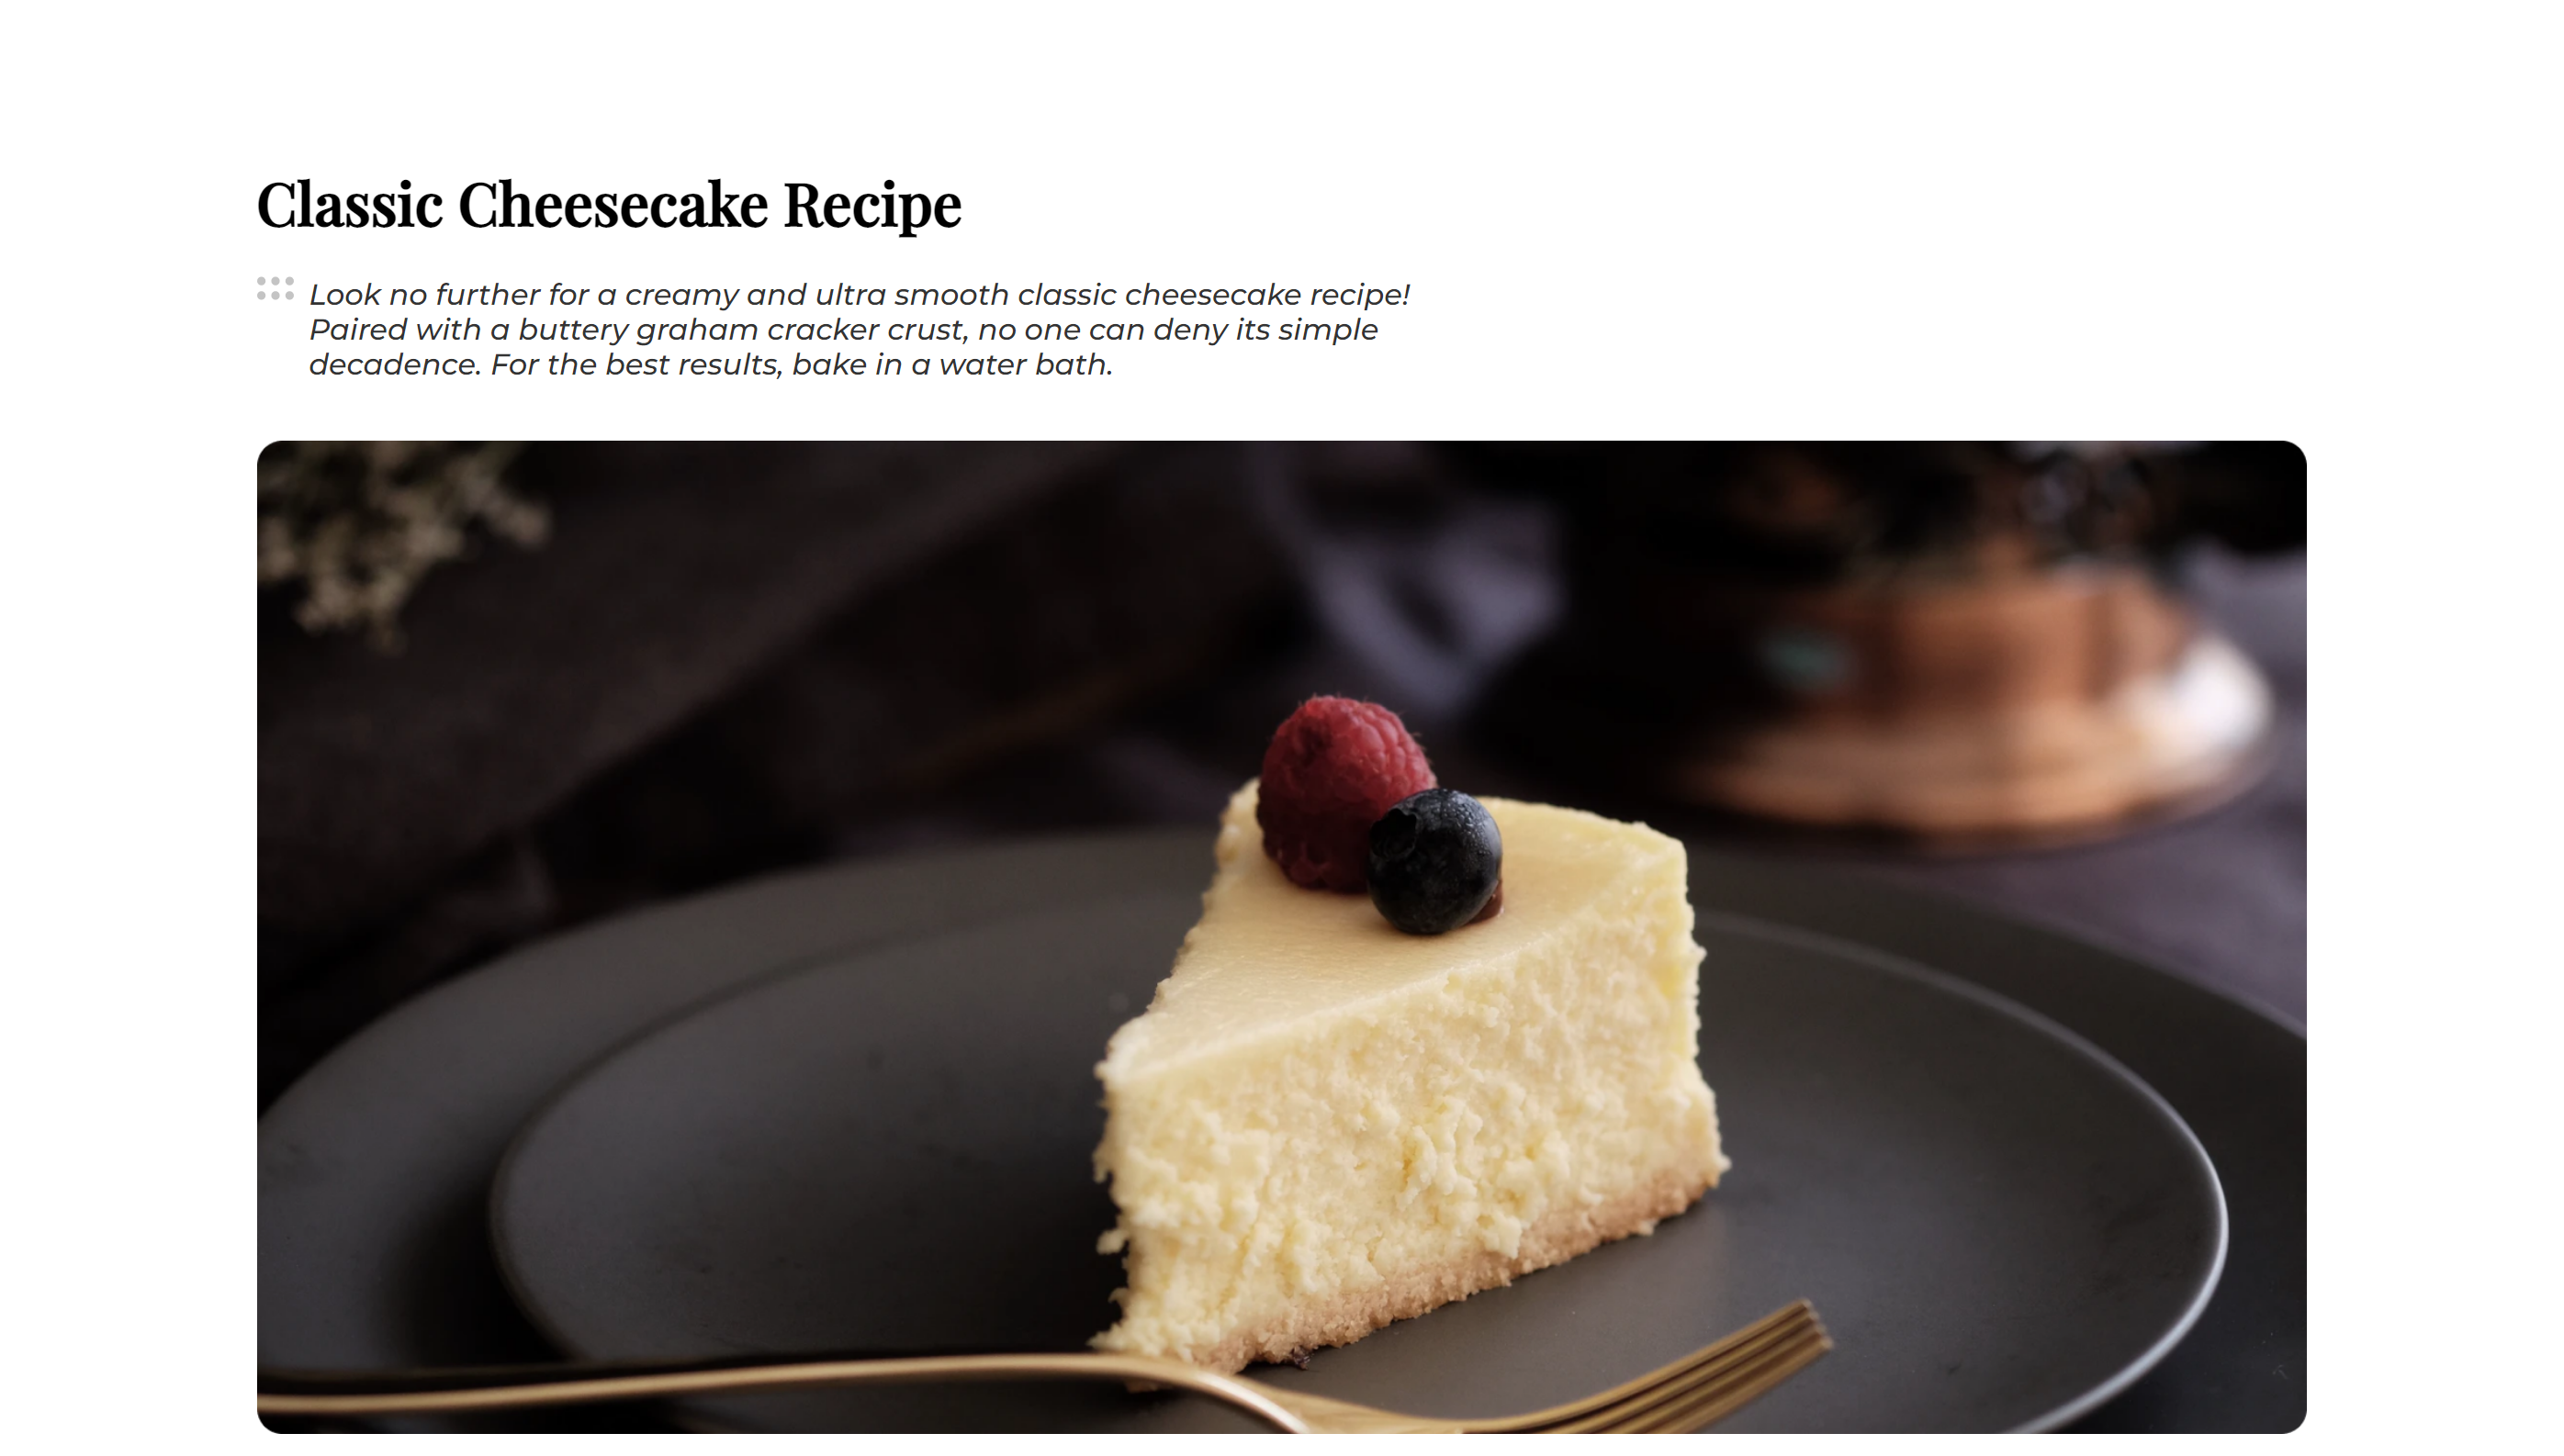 Classic Cheesecake Recipe
Look no further for a creamy and ultra smooth classic cheesecake recipe!
Paired with a buttery graham cracker crust, no one can deny its simple
decadence. For the best results, bake in a water bath.